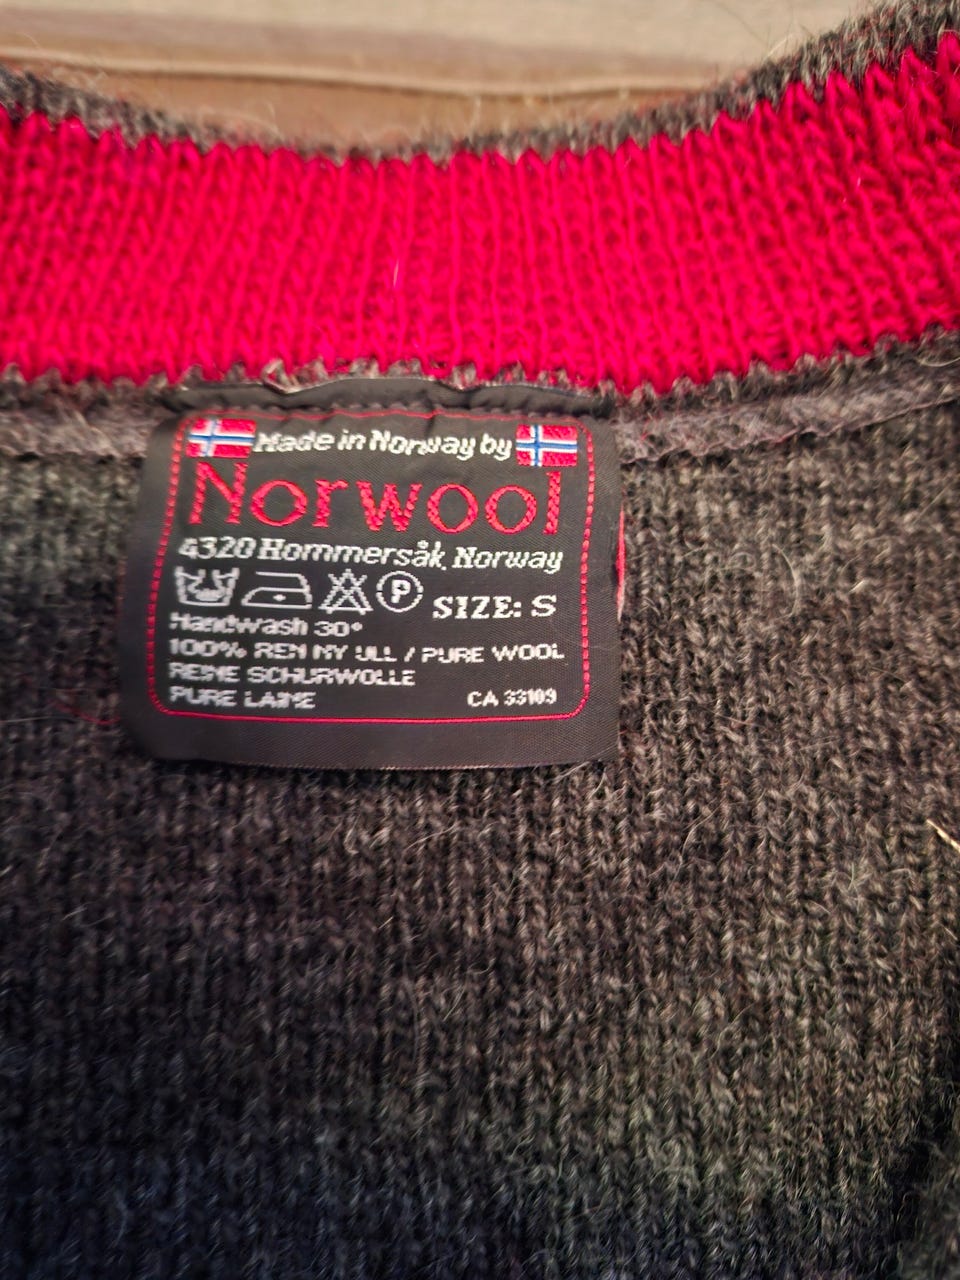 Made in Norway by
Norwool
4320 Hommersåk, Norway
P SIZE: S
Handwash 30°
100% REN NY ULL / PURE WOOL
REINE SCHURWOLLE
PURE LAINE CA 33109